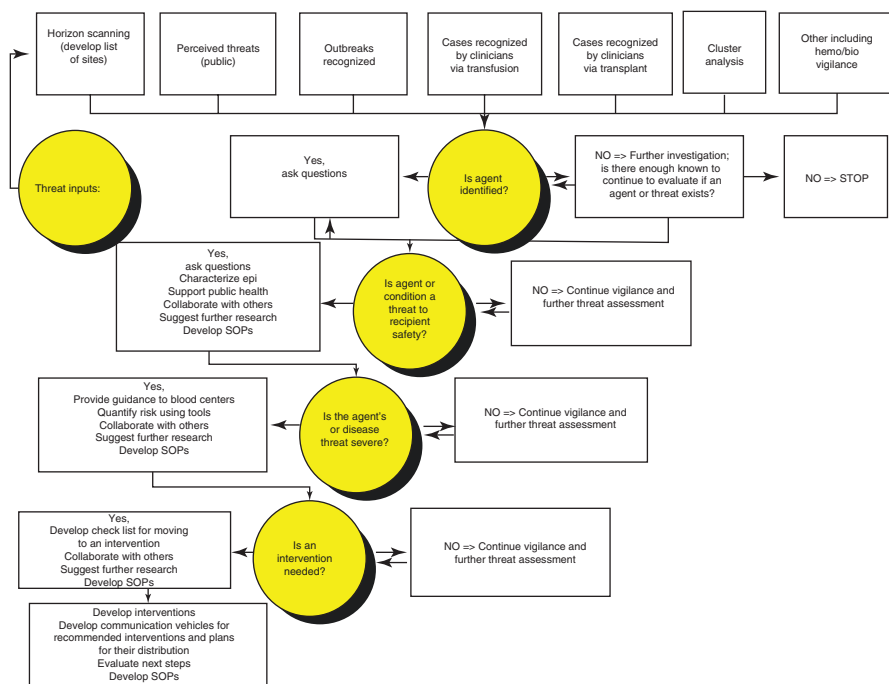 Horizon scanning
(develop list
of sites)
Perceived threats
(public)
Outbreaks
recognized
Cases recognized
by clinicians
via transfusion
Cases recognized
by clinicians
via transplant
Cluster
analysis
Other including
hemo/bio
vigilance
Threat inputs:
Yes,
ask questions
Is agent
identified?
NO => Further investigation;
is there enough known to
continue to evaluate if an
agent or threat exists?
NO => STOP
Yes,
ask questions
Characterize epi
Support public health
Collaborate with others
Suggest further research
Develop SOPs
Is agent or
condition a
threat to
recipient
safety?
NO => Continue vigilance and
further threat assessment
Yes,
Provide guidance to blood centers
Quantify risk using tools
Collaborate with others
Suggest further research
Develop SOPs
Is the agent's
or disease
threat severe?
NO => Continue vigilance and
further threat assessment
Yes,
Develop check list for moving
to an intervention
Collaborate with others
Suggest further research
Develop SOPs
Is an
intervention
needed?
NO => Continue vigilance and
further threat assessment
Develop interventions
Develop communication vehicles for
recommended interventions and plans
for their distribution
Evaluate next steps
Develop SOPs